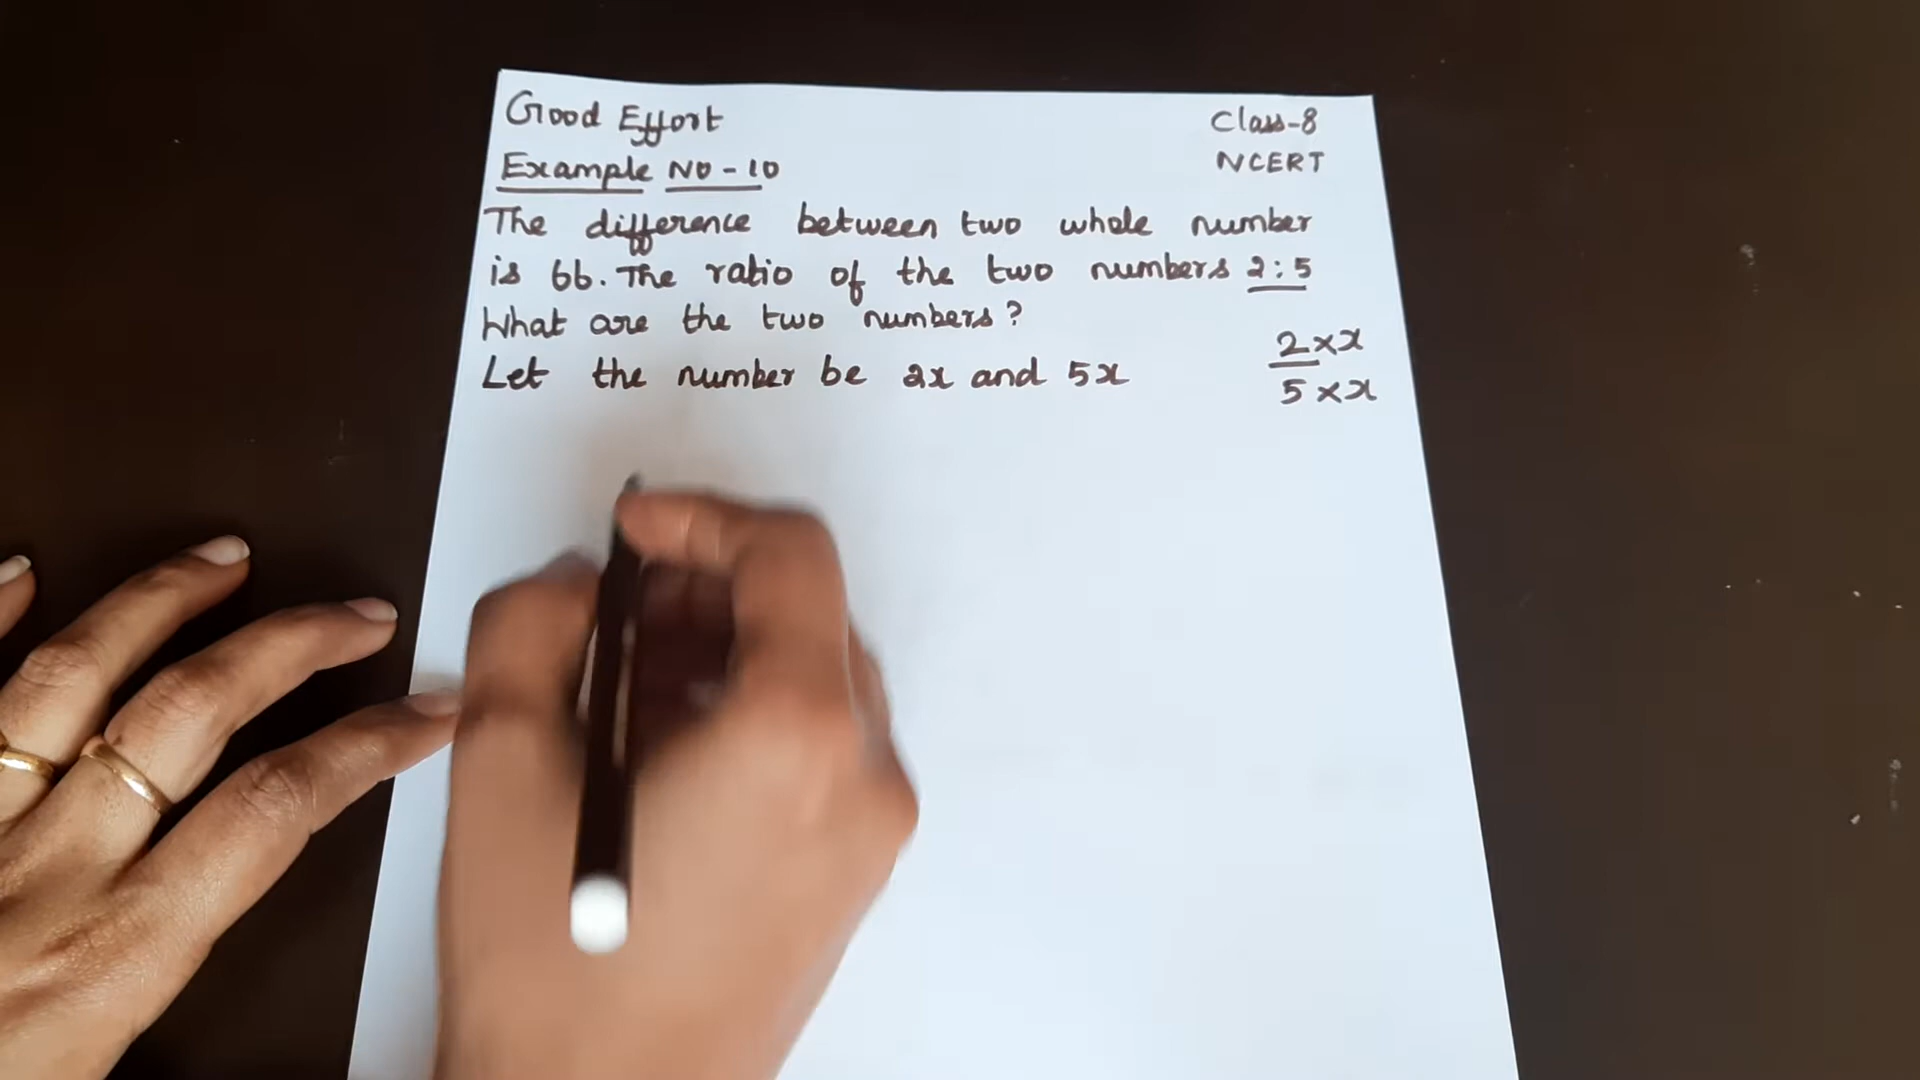 Good Effort
Class-8
Example No - 10
NCERT
The difference between two whole number
is 66. The ratio of the two numbers 2:5
What are the two numbers?
Let the number be 2x and 5x
2×x
5×x